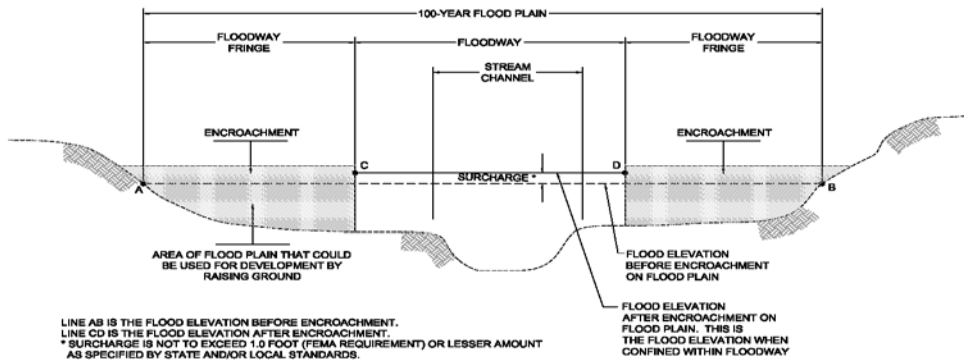 100-YEAR FLOOD PLAIN
FLOODWAY
FRINGE
FLOODWAY
FLOODWAY
FRINGE
STREAM
CHANNEL
ENCROACHMENT
ENCROACHMENT
C
D
SURCHARGE *
A
B
AREA OF FLOOD PLAIN THAT COULD
BE USED FOR DEVELOPMENT BY
RAISING GROUND
FLOOD ELEVATION
BEFORE ENCROACHMENT
ON FLOOD PLAIN
FLOOD ELEVATION
AFTER ENCROACHMENT ON
FLOOD PLAIN. THIS IS
THE FLOOD ELEVATION WHEN
CONFINED WITHIN FLOODWAY
LINE AB IS THE FLOOD ELEVATION BEFORE ENCROACHMENT.
LINE CD IS THE FLOOD ELEVATION AFTER ENCROACHMENT.
* SURCHARGE IS NOT TO EXCEED 1.0 FOOT (FEMA REQUIREMENT) OR LESSER AMOUNT
AS SPECIFIED BY STATE AND/OR LOCAL STANDARDS.